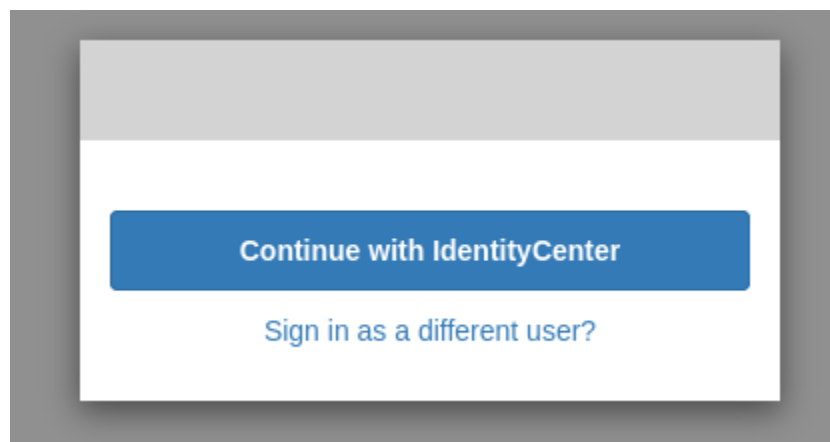 Continue with IdentityCenter
Sign in as a different user?